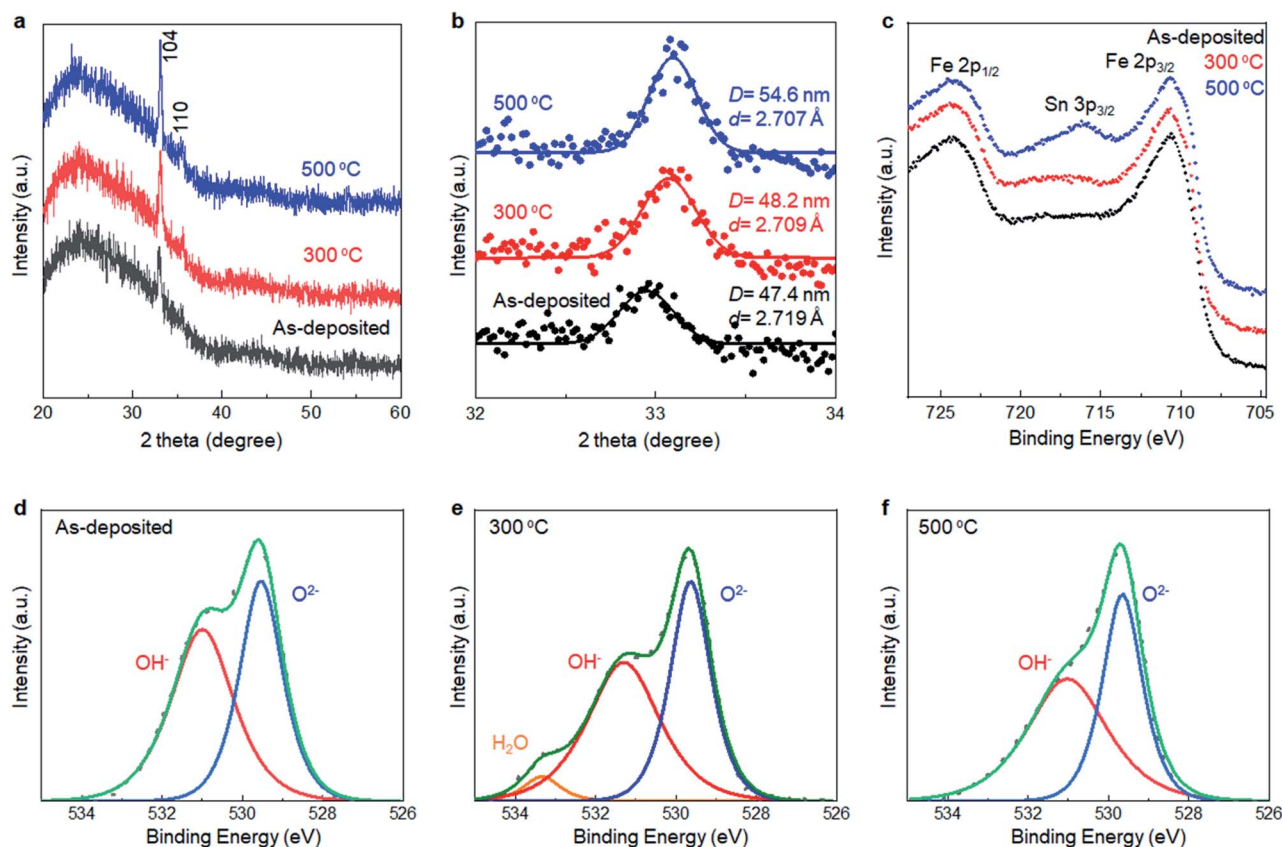 a
104
110
500 °C
300 °C
As-deposited
Intensity (a.u.)
20 30 40 50 60
2 theta (degree)
b
500 °C
D= 54.6 nm
d= 2.707 Å
300 °C
D= 48.2 nm
d= 2.709 Å
As-deposited
D= 47.4 nm
d= 2.719 Å
Intensity (a.u.)
32 33 34
2 theta (degree)
c
As-deposited
300 °C
500 °C
Fe 2p1/2
Sn 3p3/2
Fe 2p3/2
Intensity (a.u.)
725 720 715 710 705
Binding Energy (eV)
d
As-deposited
O2-
OH-
Intensity (a.u.)
534 532 530 528 526
Binding Energy (eV)
e
300 °C
O2-
OH-
H2O
Intensity (a.u.)
534 532 530 528 526
Binding Energy (eV)
f
500 °C
O2-
OH-
Intensity (a.u.)
534 532 530 528 526
Binding Energy (eV)